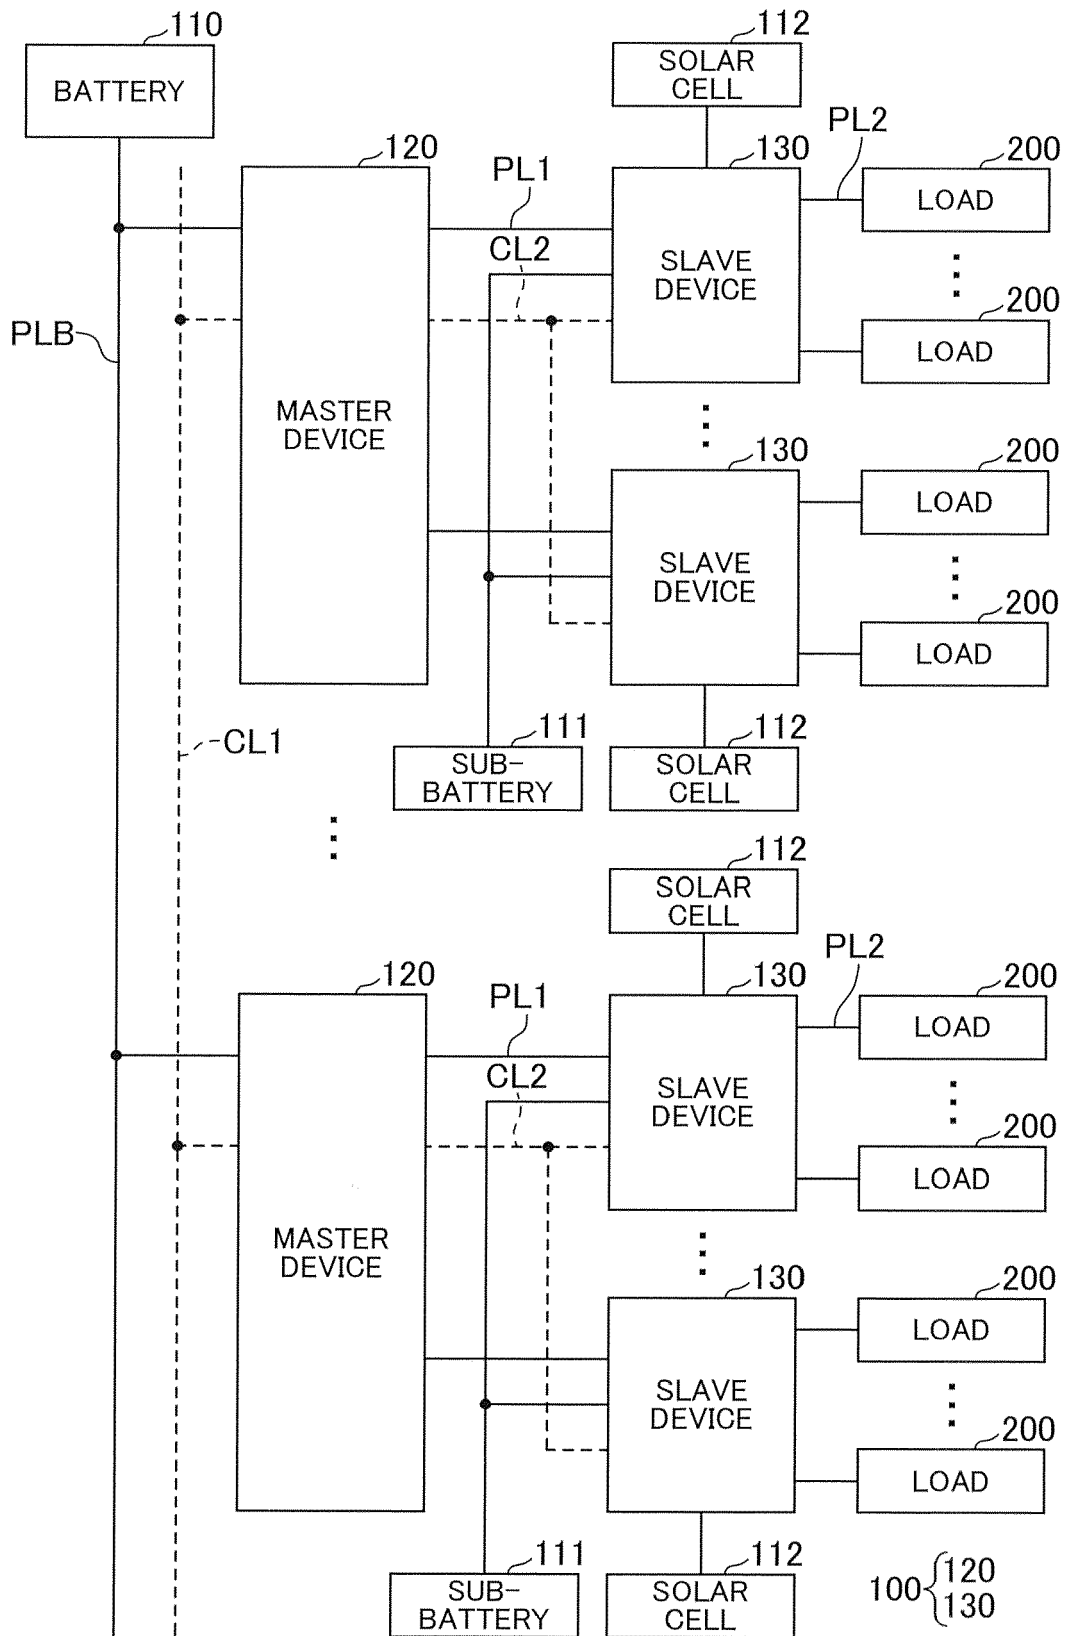 110
BATTERY
112
SOLAR
CELL
120
PL1
130
PL2
200
LOAD
CL2
SLAVE
DEVICE
200
LOAD
PLB
MASTER
DEVICE
130
200
LOAD
SLAVE
DEVICE
200
LOAD
CL1
111
SUB-
BATTERY
112
SOLAR
CELL
112
SOLAR
CELL
120
PL1
130
PL2
200
LOAD
CL2
SLAVE
DEVICE
200
LOAD
MASTER
DEVICE
130
200
LOAD
SLAVE
DEVICE
200
LOAD
111
SUB-
BATTERY
112
SOLAR
CELL
100 { 120
130